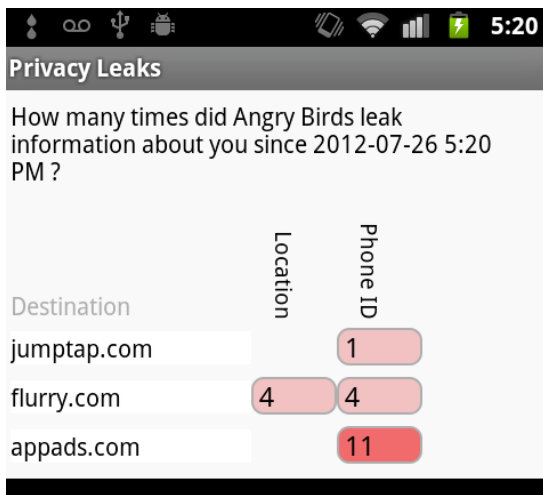 5:20
Privacy Leaks
How many times did Angry Birds leak
information about you since 2012-07-26 5:20
PM ?
Destination Location Phone ID
jumptap.com 1
flurry.com 4 4
appads.com 11